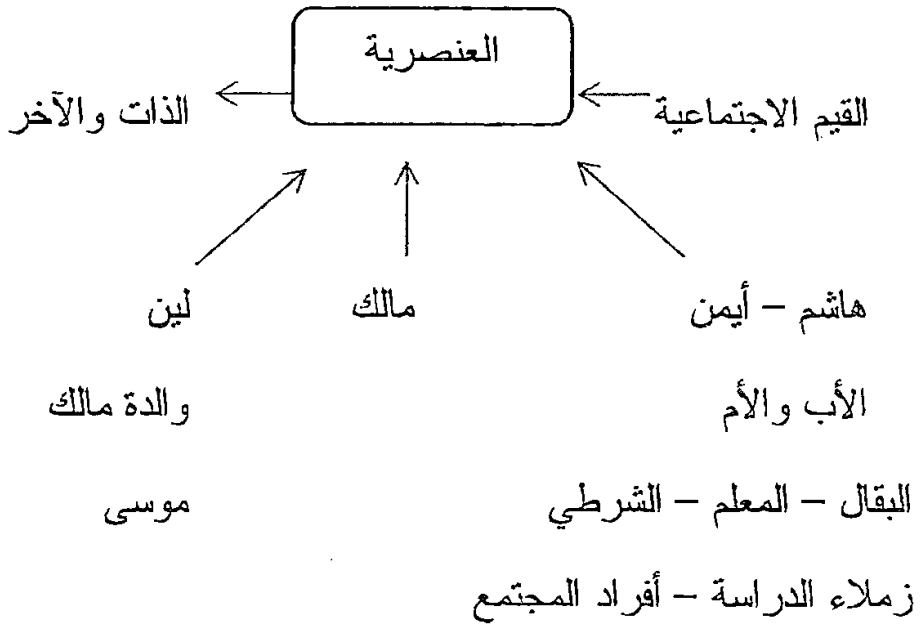 العنصرية
القيم الاجتماعية
الذات والآخر
هاشم – أيمن
مالك
لين
الأب والأم
والدة مالك
البقال – المعلم – الشرطي
موسى
زملاء الدراسة – أفراد المجتمع